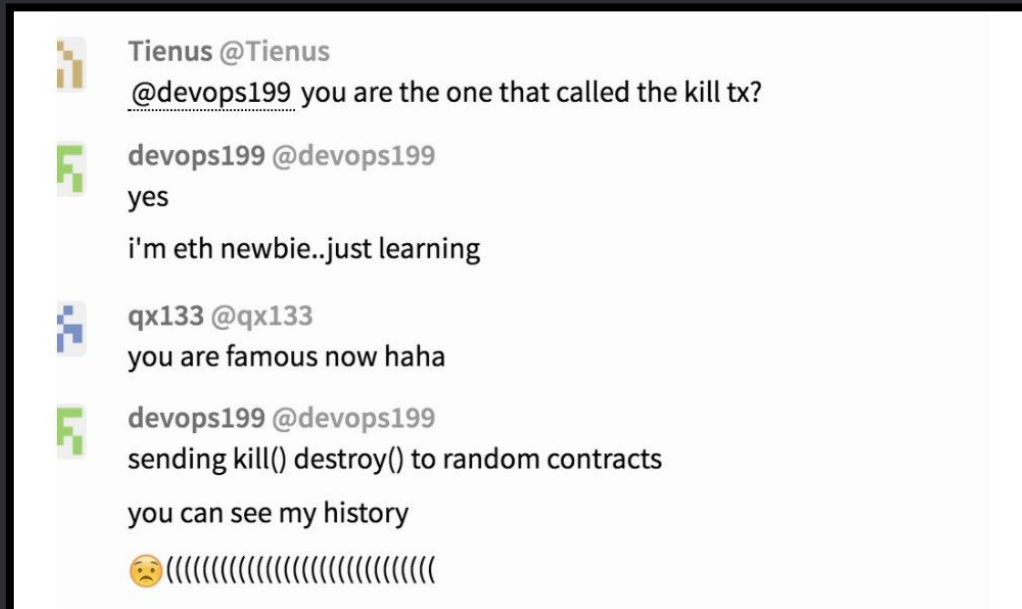 Tienus @Tienus
@devops199 you are the one that called the kill tx?
devops199 @devops199
yes
i'm eth newbie..just learning
qx133 @qx133
you are famous now haha
devops199 @devops199
sending kill() destroy() to random contracts
you can see my history
😟((((((((((((((((((((((((((((((